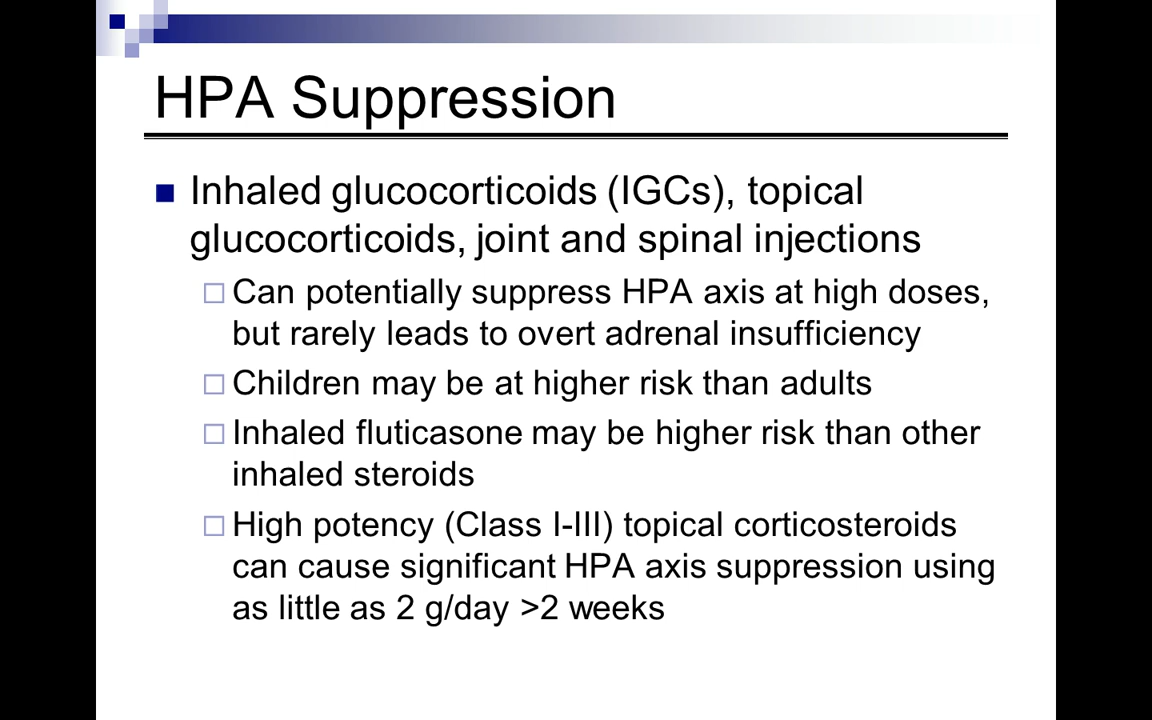 HPA Suppression
Inhaled glucocorticoids (IGCs), topical
glucocorticoids, joint and spinal injections
Can potentially suppress HPA axis at high doses,
but rarely leads to overt adrenal insufficiency
Children may be at higher risk than adults
Inhaled fluticasone may be higher risk than other
inhaled steroids
High potency (Class I-III) topical corticosteroids
can cause significant HPA axis suppression using
as little as 2 g/day >2 weeks